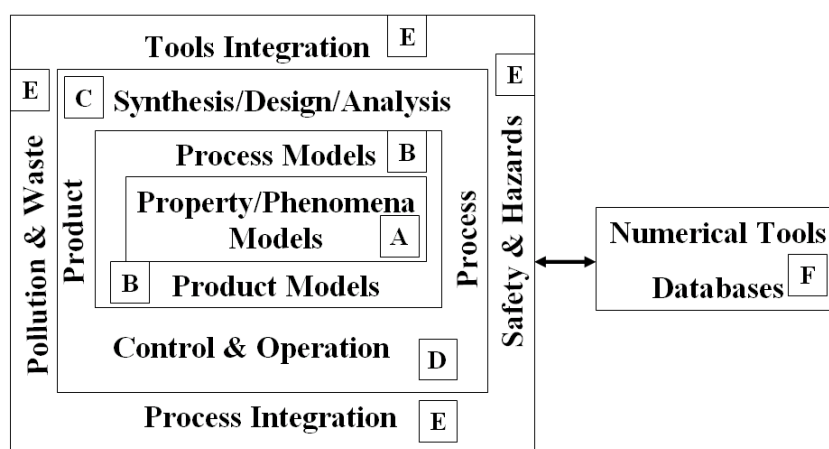 Tools Integration E
E
E
C
Synthesis/Design/Analysis
Process Models B
Property/Phenomena
Models A
B Product Models
Product
Process
Pollution & Waste
Safety & Hazards
Control & Operation D
Process Integration E
Numerical Tools
Databases F